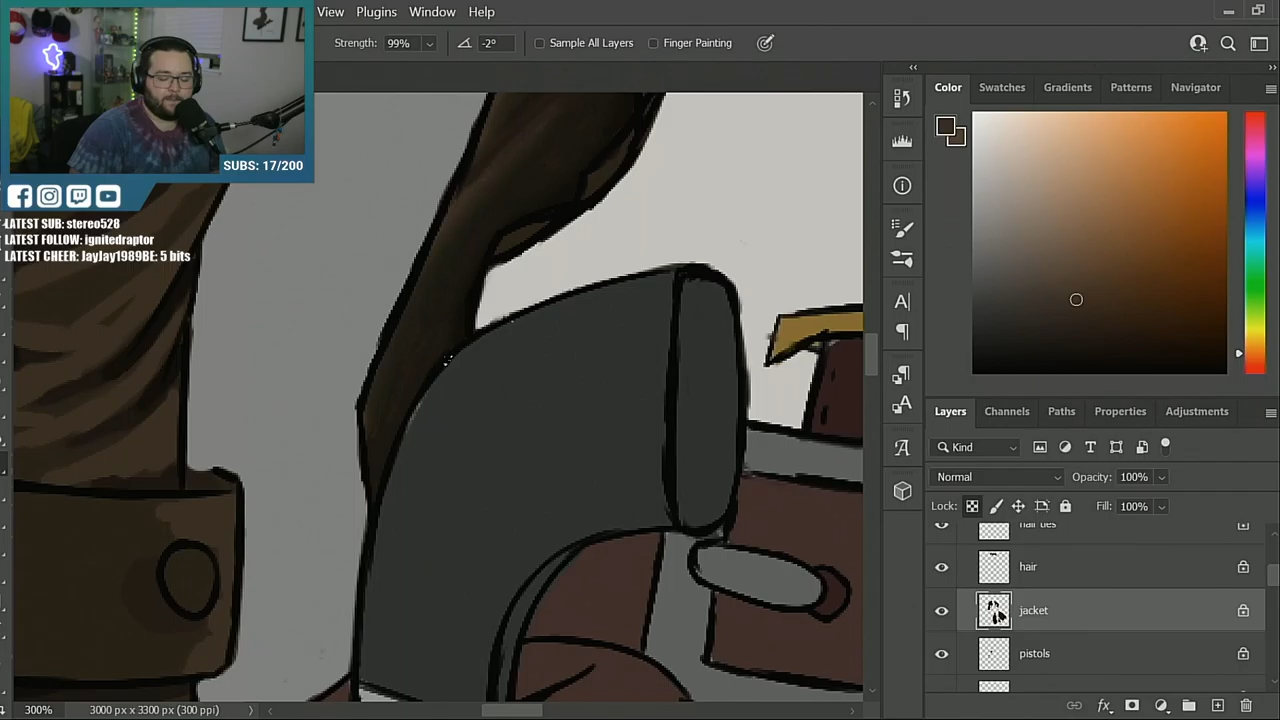 View Plugins Window Help
Strength: 99% -2° Sample All Layers Finger Painting
SUBS: 17/200
LATEST SUB: stereo528
LATEST FOLLOW: ignitedraptor
LATEST CHEER: JayJay1989BE: 5 bits
Color Swatches Gradients Patterns Navigator
Layers Channels Paths Properties Adjustments
Kind
Normal Opacity: 100%
Lock: Fill: 100%
hair ties
hair
jacket
pistols
300% 3000 px x 3300 px (300 ppi)